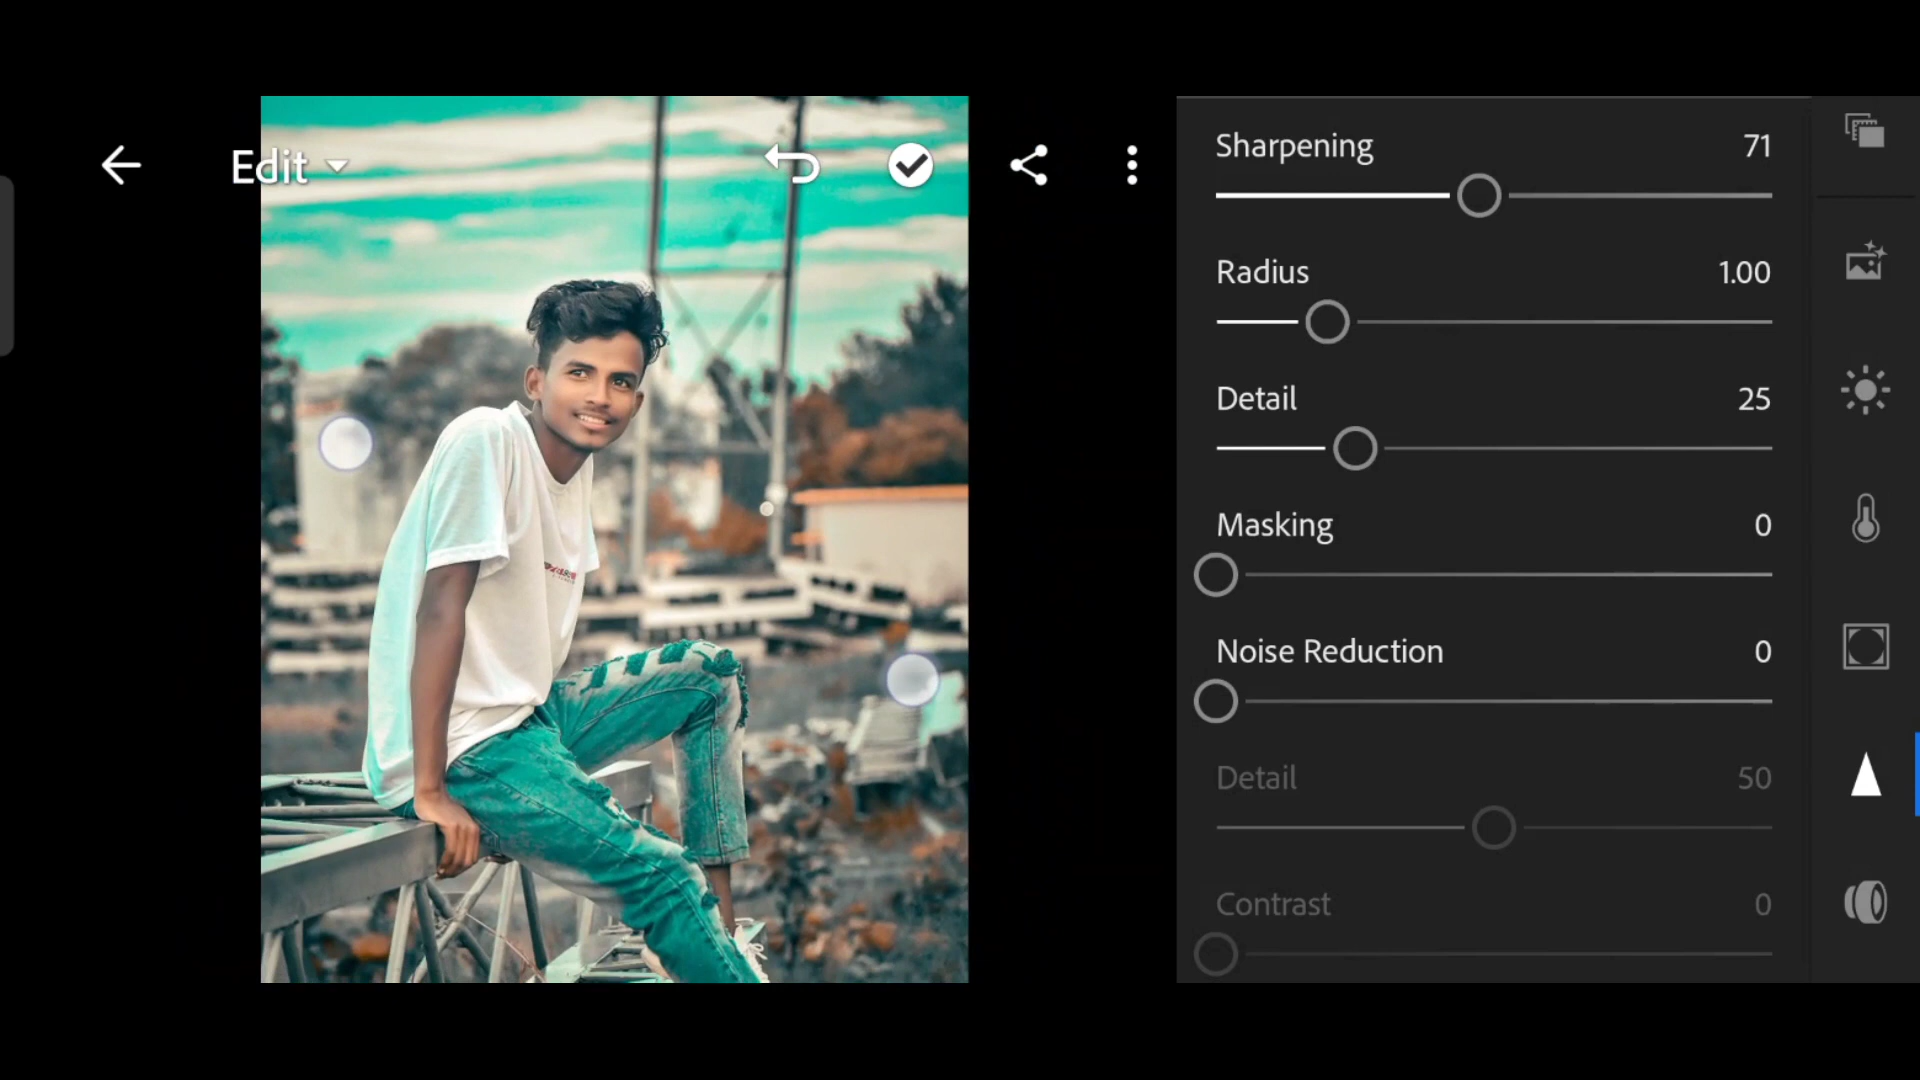 Edit
Sharpening 71
Radius 1.00
Detail 25
Masking 0
Noise Reduction 0
Detail 50
Contrast 0